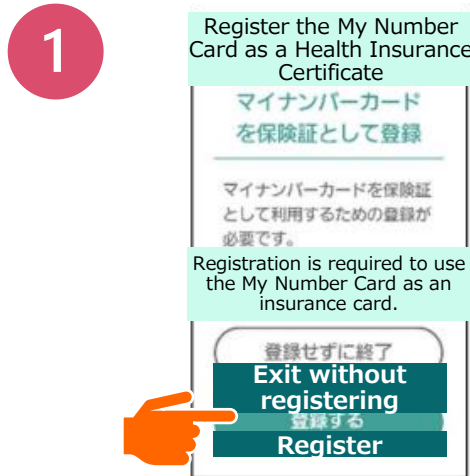 1
Register the My Number
Card as a Health Insurance
Certificate
マイナンバーカード
を保険証として登録
マイナンバーカードを保険証
として利用するための登録が
必要です。
Registration is required to use
the My Number Card as an
insurance card.
登録せずに終了
Exit without
registering
登録する
Register